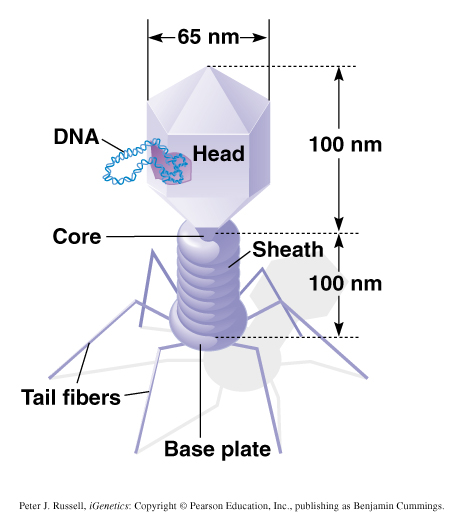 65 nm
DNA
Head
100 nm
Core
Sheath
100 nm
Tail fibers
Base plate
Peter J. Russell, iGenetics: Copyright © Pearson Education, Inc., publishing as Benjamin Cummings.